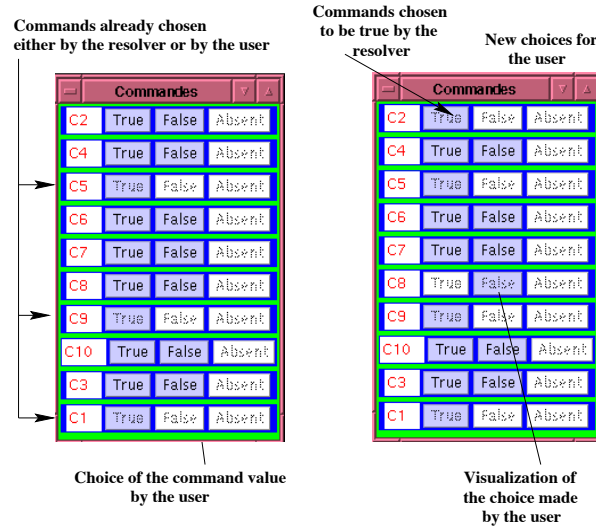 Commands already chosen
either by the resolver or by the user
Commands chosen
to be true by the
resolver
New choices for
the user
Commandes
C2 True False Absent
C4 True False Absent
C5 True False Absent
C6 True False Absent
C7 True False Absent
C8 True False Absent
C9 True False Absent
C10 True False Absent
C3 True False Absent
C1 True False Absent
Commandes
C2 True False Absent
C4 True False Absent
C5 True False Absent
C6 True False Absent
C7 True False Absent
C8 True False Absent
C9 True False Absent
C10 True False Absent
C3 True False Absent
C1 True False Absent
Choice of the command value
by the user
Visualization of
the choice made
by the user